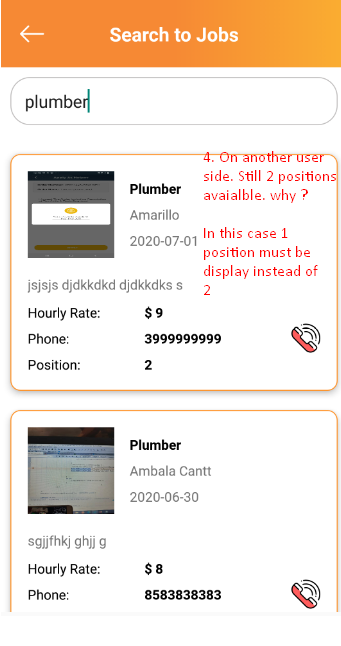 Search to Jobs
plumber
4. On another user
side. Still 2 positions
avaialble. why ?
In this case 1
position must be
display instead of
2
Plumber
Amarillo
2020-07-01
jsjsjs djdkkdkd djdkkdks s
Hourly Rate: $ 9
Phone: 3999999999
Position: 2
Plumber
Ambala Cantt
2020-06-30
sgjjfhkj ghjj g
Hourly Rate: $ 8
Phone: 8583838383